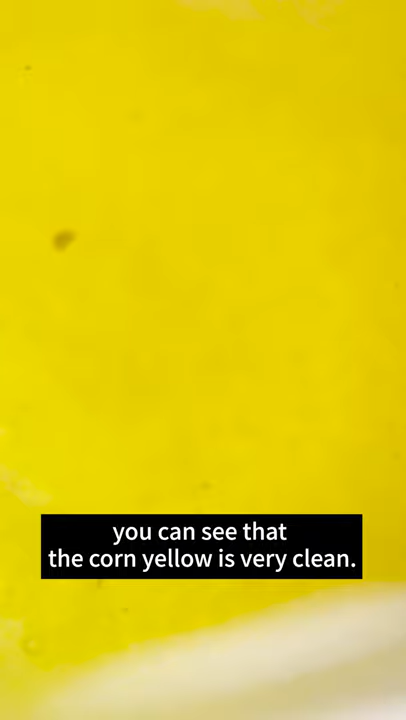 you can see that
the corn yellow is very clean.